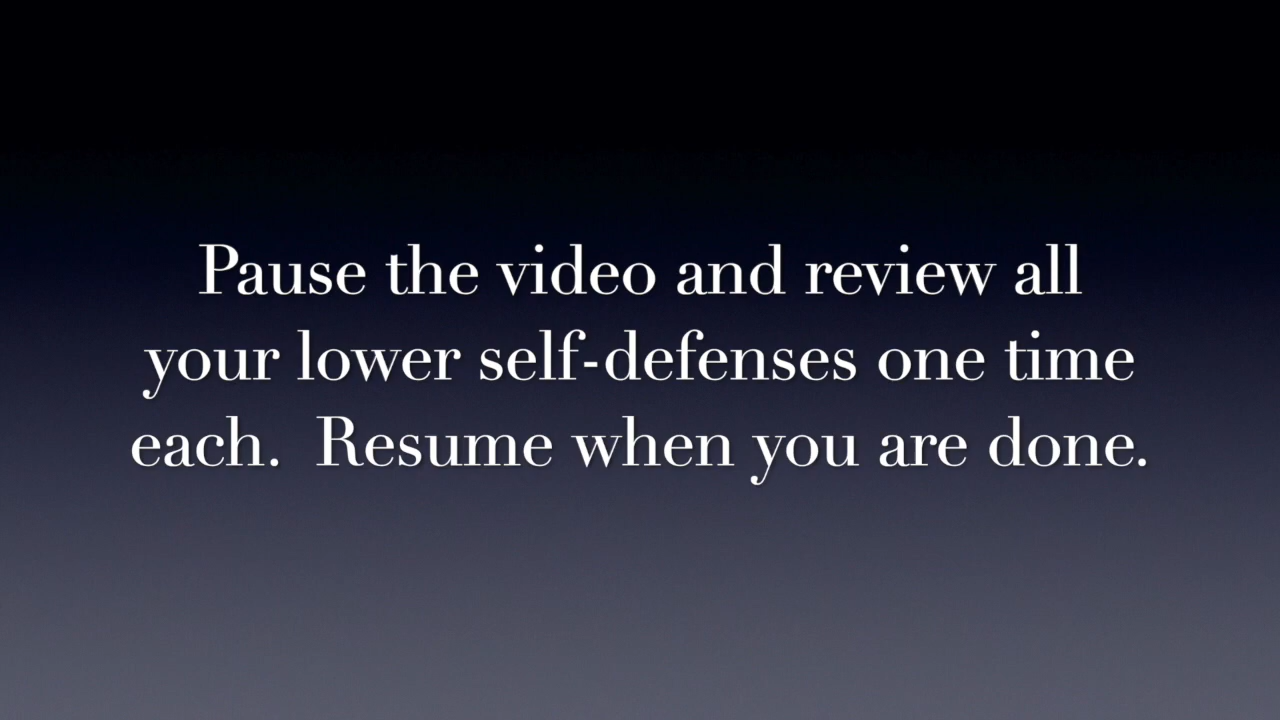 Pause the video and review all
your lower self-defenses one time
each.  Resume when you are done.